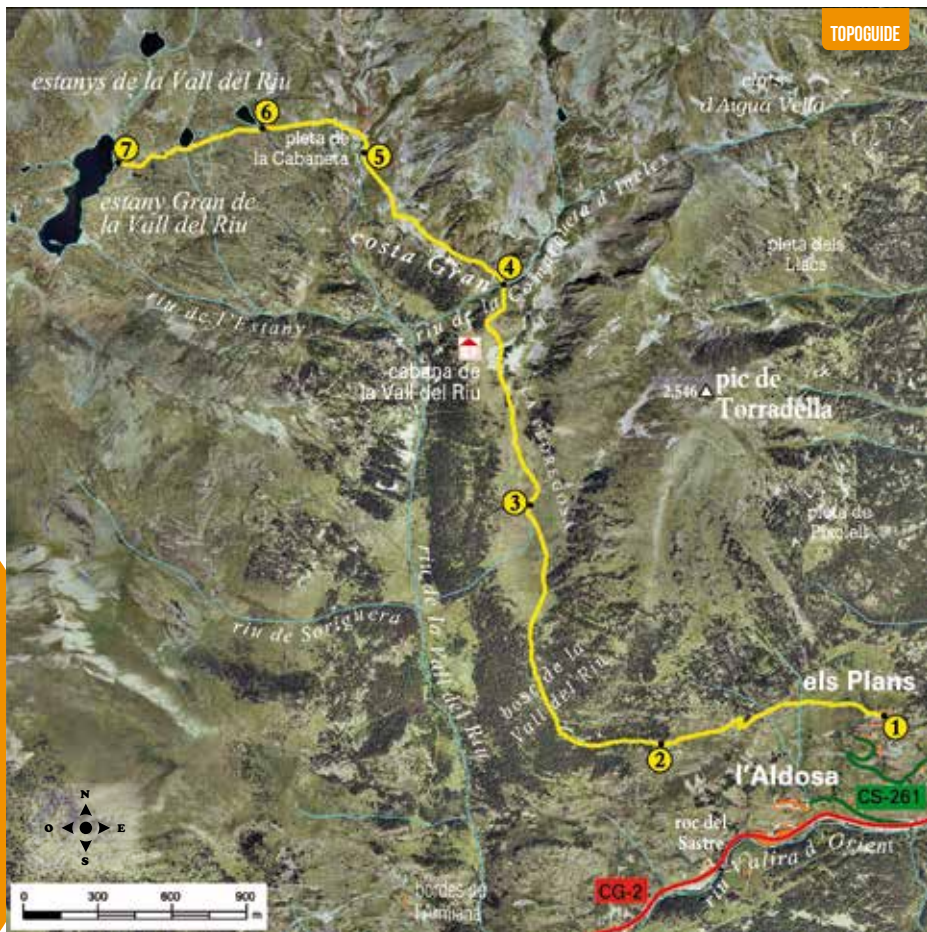 TOPOGUIDE
estanys de la Vall del Riu
clots
d'Aigua Vella
6
pleta de
la Cabaneta
7
5
estany Gran de
la Vall del Riu
costa Gran
4
pleta dels
Llacs
riu de l'Estany
riu de la
cabana de
la Vall del Riu
2.546
pic de
Torradella
3
pleta de
riu de Soriguera
riu de la Vall del Riu
bosc de la
Vall del Riu
els Plans
1
2
l'Aldosa
CS-261
roc del
Sastre
riu Valira d'Orient
CG-2
bordes de
l'Armiana
N
O
E
S
0
300
600
900
m